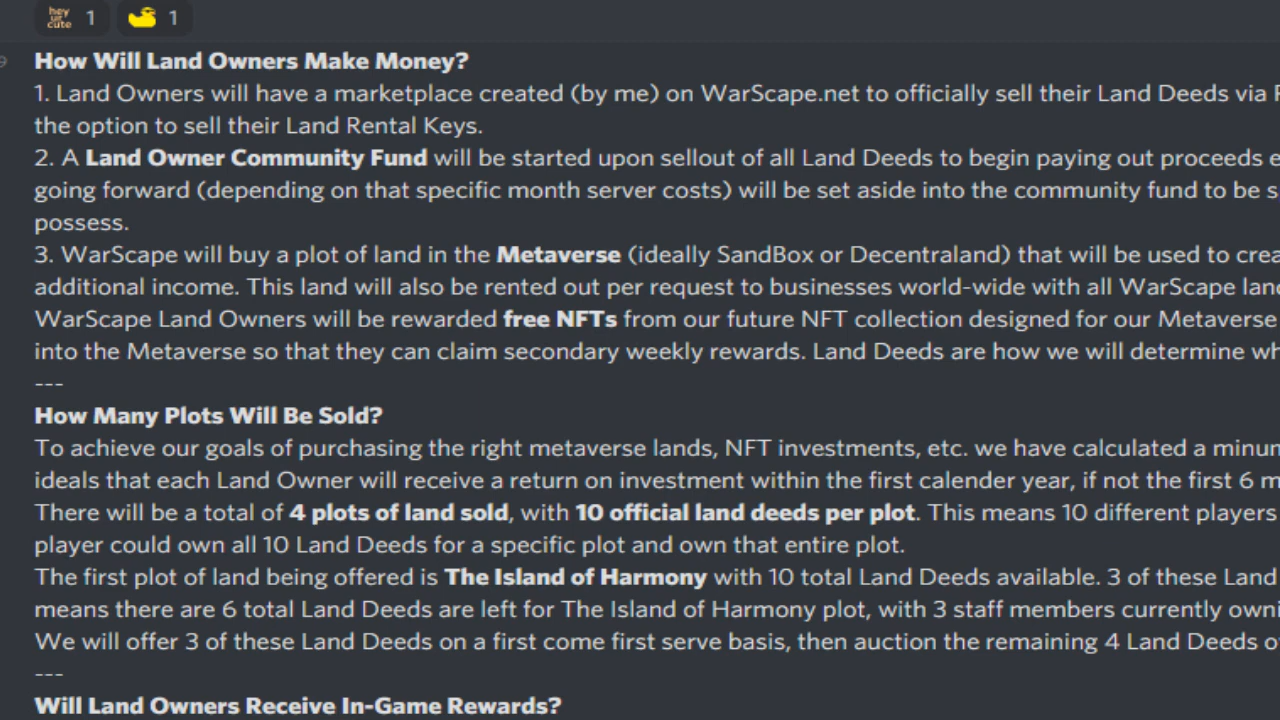 hey ur cute 1 1
How Will Land Owners Make Money?
1. Land Owners will have a marketplace created (by me) on WarScape.net to officially sell their Land Deeds via
the option to sell their Land Rental Keys.
2. A Land Owner Community Fund will be started upon sellout of all Land Deeds to begin paying out proceeds e
going forward (depending on that specific month server costs) will be set aside into the community fund to be s
possess.
3. WarScape will buy a plot of land in the Metaverse (ideally SandBox or Decentraland) that will be used to crea
additional income. This land will also be rented out per request to businesses world-wide with all WarScape lan
WarScape Land Owners will be rewarded free NFTs from our future NFT collection designed for our Metaverse
into the Metaverse so that they can claim secondary weekly rewards. Land Deeds are how we will determine wh
---
How Many Plots Will Be Sold?
To achieve our goals of purchasing the right metaverse lands, NFT investments, etc. we have calculated a minum
ideals that each Land Owner will receive a return on investment within the first calender year, if not the first 6 m
There will be a total of 4 plots of land sold, with 10 official land deeds per plot. This means 10 different players
player could own all 10 Land Deeds for a specific plot and own that entire plot.
The first plot of land being offered is The Island of Harmony with 10 total Land Deeds available. 3 of these Land
means there are 6 total Land Deeds are left for The Island of Harmony plot, with 3 staff members currently owni
We will offer 3 of these Land Deeds on a first come first serve basis, then auction the remaining 4 Land Deeds o
---
Will Land Owners Receive In-Game Rewards?